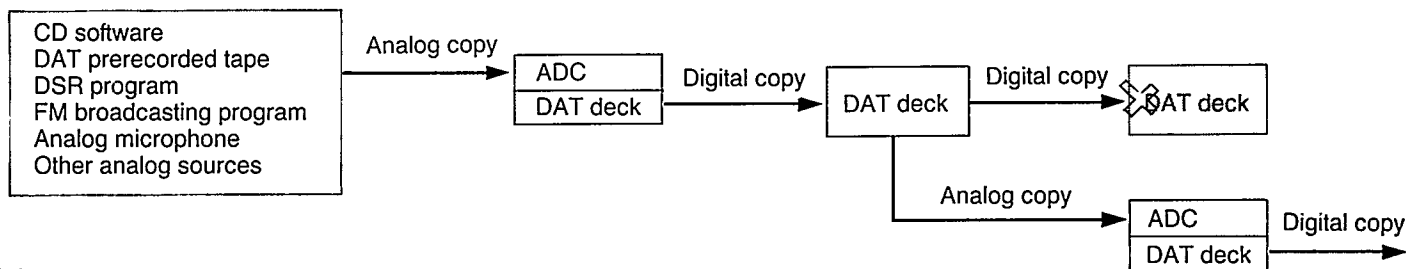 CD software
DAT prerecorded tape
DSR program
FM broadcasting program
Analog microphone
Other analog sources
Analog copy
ADC
DAT deck
Digital copy
DAT deck
Digital copy
DAT deck
Analog copy
ADC
DAT deck
Digital copy